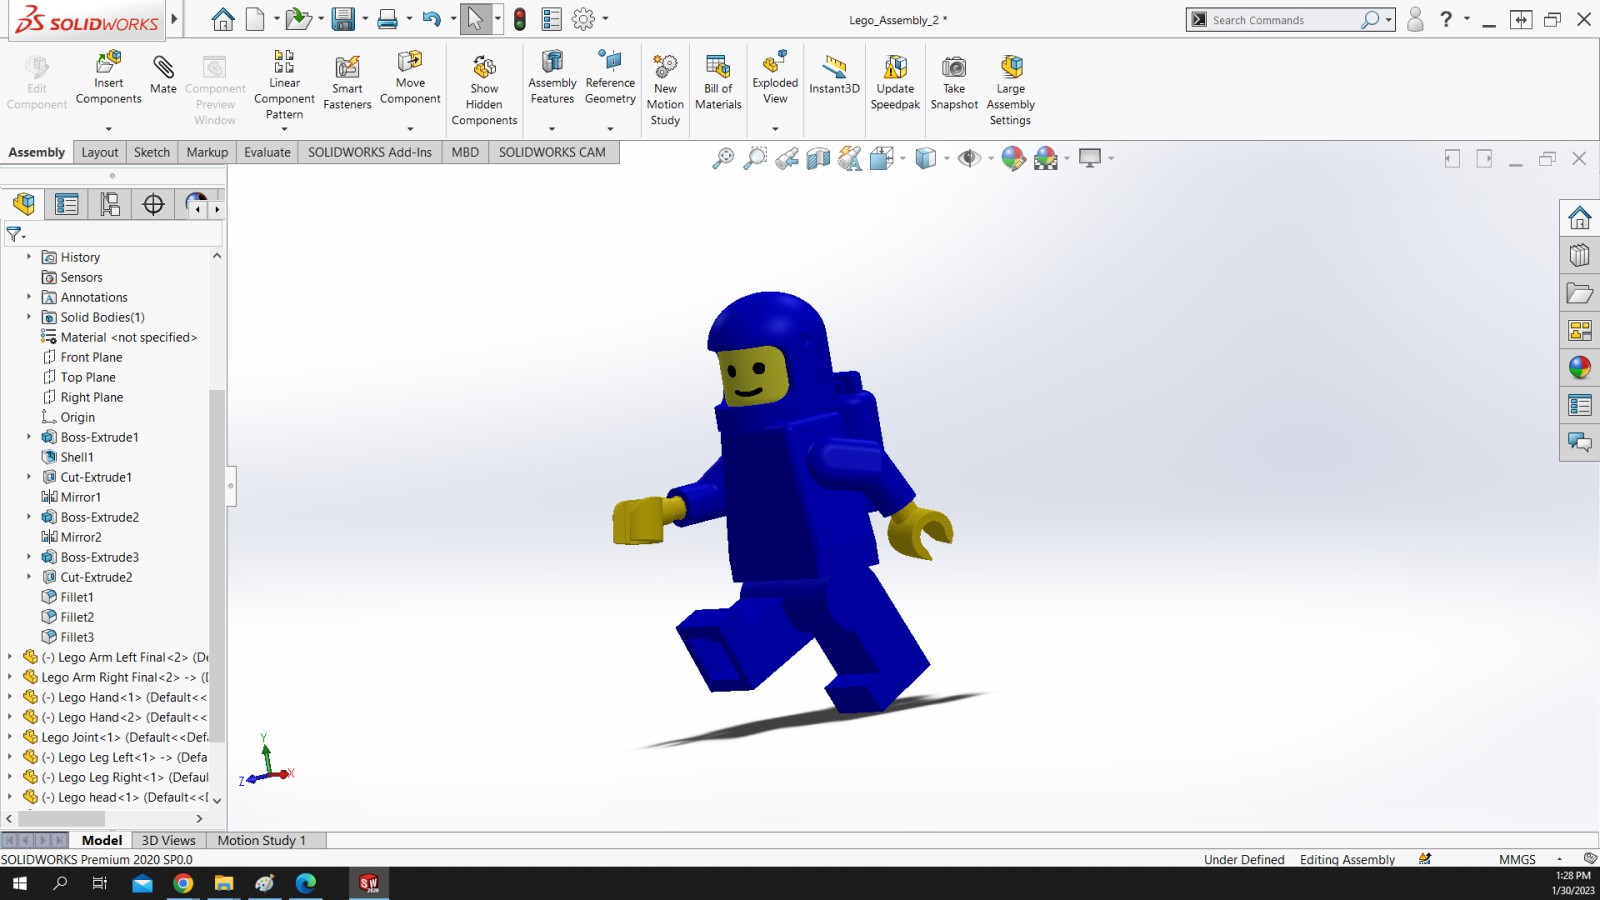 SOLIDWORKS
Lego_Assembly_2 *
Search Commands
?
Edit Component
Insert Components
Mate
Component Preview Window
Linear Component Pattern
Smart Fasteners
Move Component
Show Hidden Components
Assembly Features
Reference Geometry
New Motion Study
Bill of Materials
Exploded View
Instant3D
Update Speedpak
Take Snapshot
Large Assembly Settings
Assembly Layout Sketch Markup Evaluate SOLIDWORKS Add-Ins MBD SOLIDWORKS CAM
History
Sensors
Annotations
Solid Bodies(1)
Material <not specified>
Front Plane
Top Plane
Right Plane
Origin
Boss-Extrude1
Shell1
Cut-Extrude1
Mirror1
Boss-Extrude2
Mirror2
Boss-Extrude3
Cut-Extrude2
Fillet1
Fillet2
Fillet3
(-) Lego Arm Left Final<2> (De
Lego Arm Right Final<2> -> (D
(-) Lego Hand<1> (Default<<
(-) Lego Hand<2> (Default<<
Lego Joint<1> (Default<<Defa
(-) Lego Leg Left<1> -> (Defa
(-) Lego Leg Right<1> (Defaul
(-) Lego head<1> (Default<<D
Y
Z
X
Model 3D Views Motion Study 1
SOLIDWORKS Premium 2020 SP0.0
Under Defined Editing Assembly MMGS
SW
2020
1:28 PM
1/30/2023